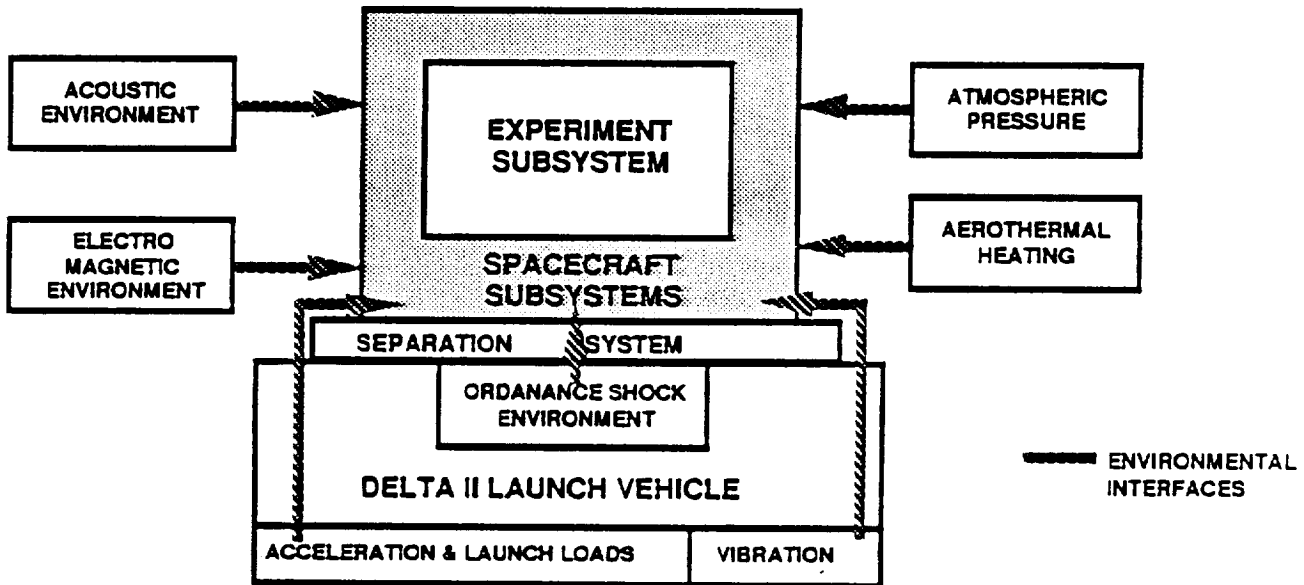 ACOUSTIC
ENVIRONMENT
ELECTRO
MAGNETIC
ENVIRONMENT
EXPERIMENT
SUBSYSTEM
SPACECRAFT
SUBSYSTEMS
ATMOSPHERIC
PRESSURE
AEROTHERMAL
HEATING
SEPARATION SYSTEM
ORDANANCE SHOCK
ENVIRONMENT
DELTA II LAUNCH VEHICLE
ACCELERATION & LAUNCH LOADS
VIBRATION
ENVIRONMENTAL
INTERFACES